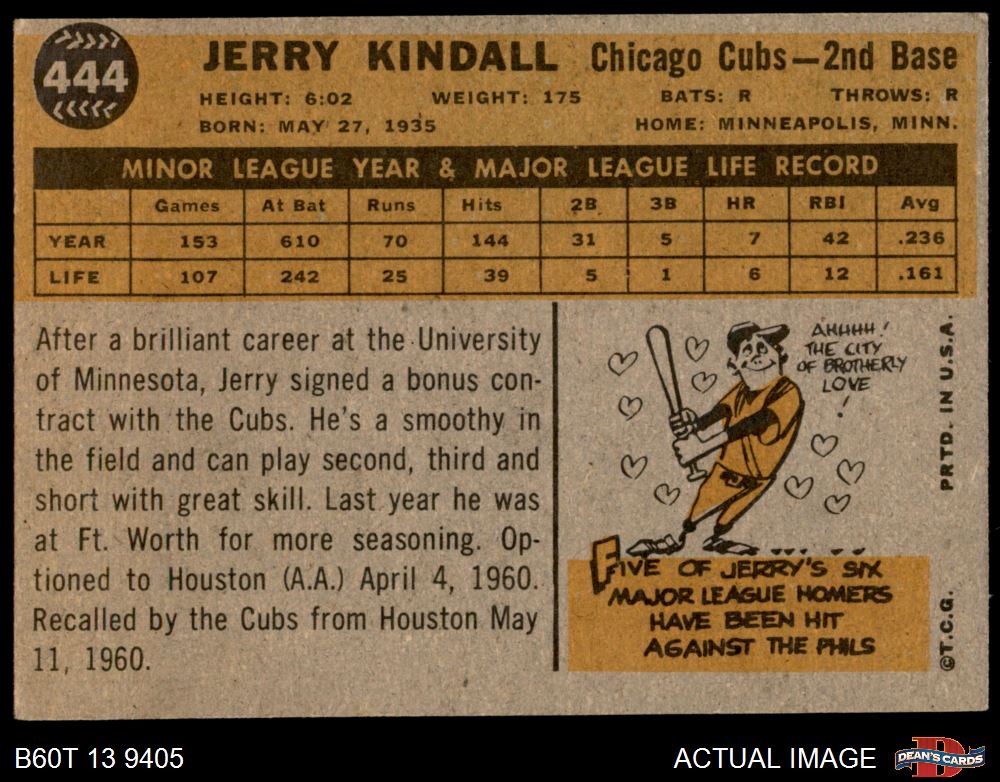 444
JERRY KINDALL Chicago Cubs—2nd Base
HEIGHT: 6:02 WEIGHT: 175 BATS: R THROWS: R
BORN: MAY 27, 1935 HOME: MINNEAPOLIS, MINN.
MINOR LEAGUE YEAR & MAJOR LEAGUE LIFE RECORD
Games At Bat Runs Hits 2B 3B HR RBI Avg
YEAR 153 610 70 144 31 5 7 42 .236
LIFE 107 242 25 39 5 1 6 12 .161
After a brilliant career at the University
of Minnesota, Jerry signed a bonus con-
tract with the Cubs. He's a smoothy in
the field and can play second, third and
short with great skill. Last year he was
at Ft. Worth for more seasoning. Op-
tioned to Houston (A.A.) April 4, 1960.
Recalled by the Cubs from Houston May
11, 1960.
AHHHH!
THE CITY
OF BROTHERLY
LOVE
!
FIVE OF JERRY'S SIX
MAJOR LEAGUE HOMERS
HAVE BEEN HIT
AGAINST THE PHILS
©T.C.G. PRTD. IN U.S.A.
B60T 13 9405
ACTUAL IMAGE
D
DEAN'S CARDS